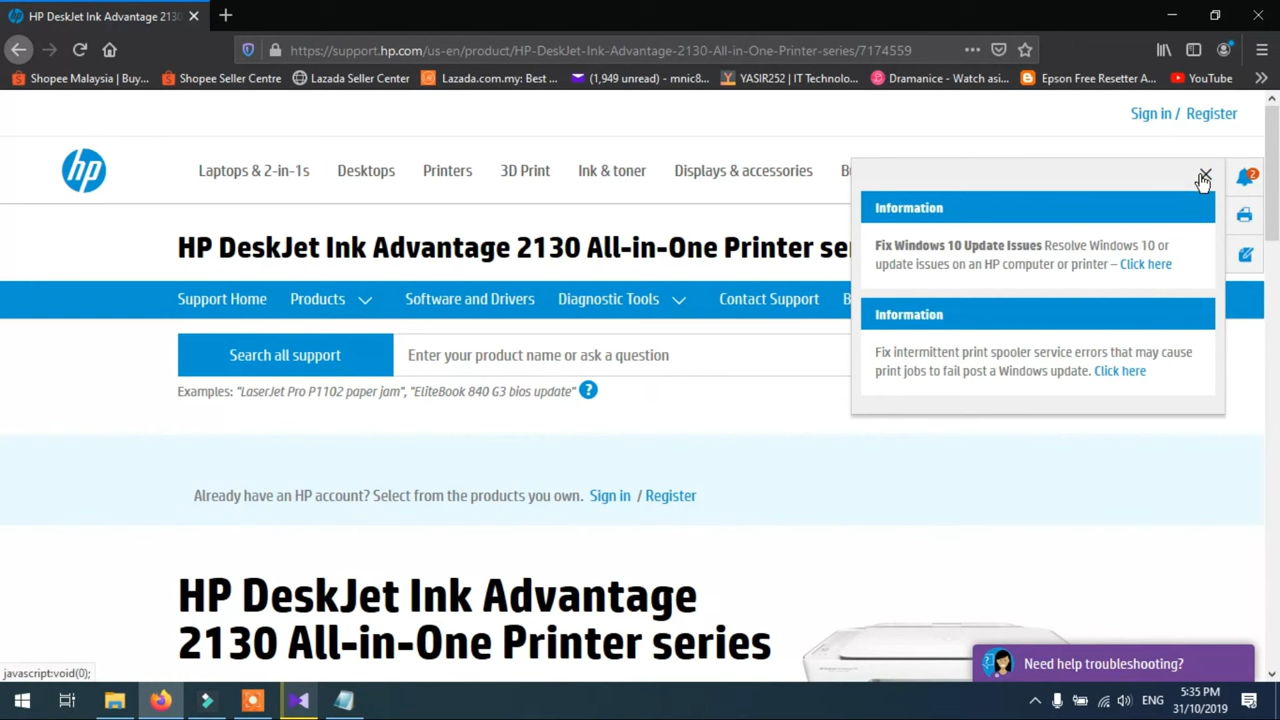 HP DeskJet Ink Advantage 2130
https://support.hp.com/us-en/product/HP-DeskJet-Ink-Advantage-2130-All-in-One-Printer-series/7174559
Shopee Malaysia | Buy... Shopee Seller Centre Lazada Seller Center Lazada.com.my: Best ... (1,949 unread) - mnic8... YASIR252 | IT Technolo... Dramanice - Watch asi... Epson Free Resetter A... YouTube
Sign in / Register
hp Laptops & 2-in-1s Desktops Printers 3D Print Ink & toner Displays & accessories B
2
Information
HP DeskJet Ink Advantage 2130 All-in-One Printer se
Fix Windows 10 Update Issues Resolve Windows 10 or
update issues on an HP computer or printer – Click here
Support Home Products Software and Drivers Diagnostic Tools Contact Support B
Information
Search all support Enter your product name or ask a question
Fix intermittent print spooler service errors that may cause
print jobs to fail post a Windows update. Click here
Examples: "LaserJet Pro P1102 paper jam", "EliteBook 840 G3 bios update" ?
Already have an HP account? Select from the products you own. Sign in / Register
HP DeskJet Ink Advantage
2130 All-in-One Printer series
Need help troubleshooting?
javascript:void(0);
ENG
5:35 PM
31/10/2019